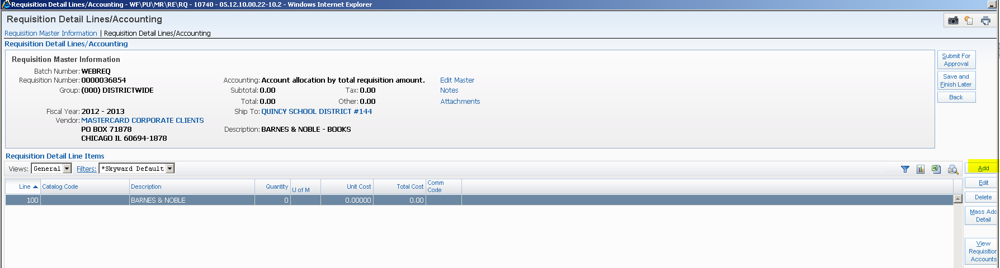 Requisition Detail Lines/Accounting - WF\PU\MR\RE\RQ - 10740 - 05.12.10.00.22-10.2 - Windows Internet Explorer
Requisition Detail Lines/Accounting
Requisition Master Information | Requisition Detail Lines/Accounting
Requisition Detail Lines/Accounting
Requisition Master Information
Batch Number: WEBREQ
Requisition Number: 0000036854 Accounting: Account allocation by total requisition amount. Edit Master
Group: (000) DISTRICTWIDE Subtotal: 0.00 Tax: 0.00 Notes
Total: 0.00 Other: 0.00 Attachments
Fiscal Year: 2012 - 2013 Ship To: QUINCY SCHOOL DISTRICT #144
Vendor: MASTERCARD CORPORATE CLIENTS
PO BOX 71878 Description: BARNES & NOBLE - BOOKS
CHICAGO IL 60694-1878
Submit For
Approval
Save and
Finish Later
Back
Requisition Detail Line Items
Views: General Filters: *Skyward Default
Line Catalog Code Description Quantity U of M Unit Cost Total Cost Comm
Code
100 BARNES & NOBLE 0 0.00000 0.00
Add
Edit
Delete
Mass Add
Detail
View
Requisition
Accounts